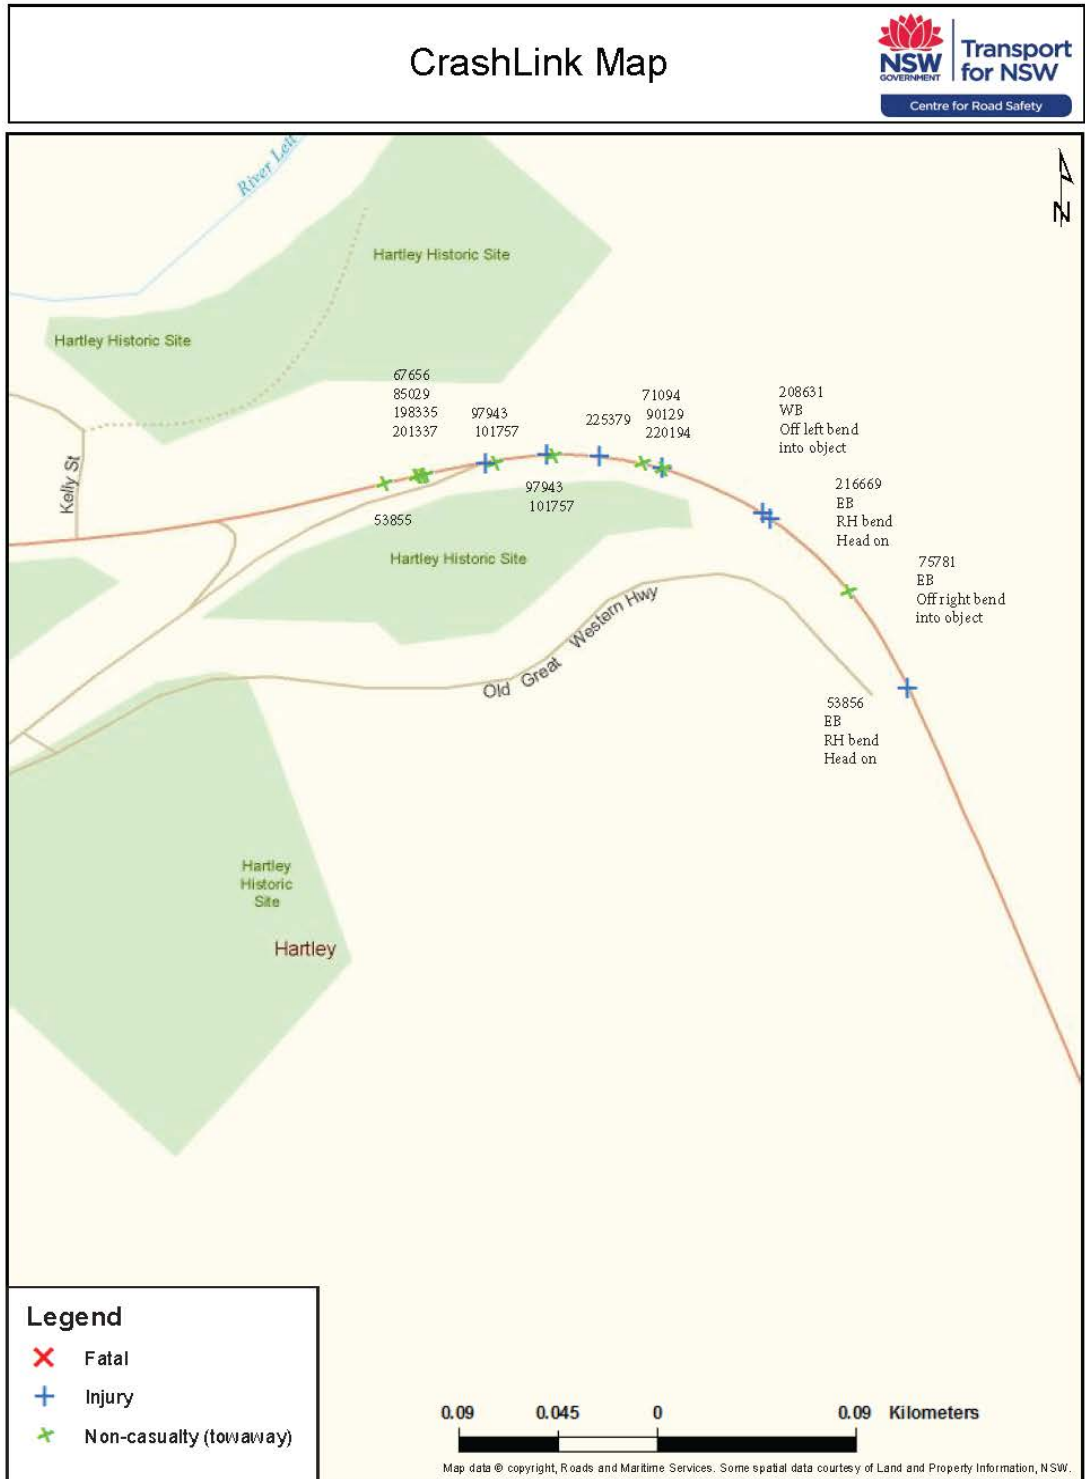 CrashLink Map
NSW
GOVERNMENT
Transport
for NSW
Centre for Road Safety
River Lett
N
Hartley Historic Site
Hartley Historic Site
67656
85029
198335
201337
97943
101757
225379
71094
90129
220194
208631
WB
Off left bend
into object
Kelly St
53855
97943
101757
216669
EB
RH bend
Head on
Hartley Historic Site
75781
EB
Off right bend
into object
Old Great Western Hwy
53856
EB
RH bend
Head on
Hartley
Historic
Site
Hartley
Legend
Fatal
Injury
Non-casualty (towaway)
0.09 0.045 0 0.09 Kilometers
Map data © copyright, Roads and Maritime Services. Some spatial data courtesy of Land and Property Information, NSW.